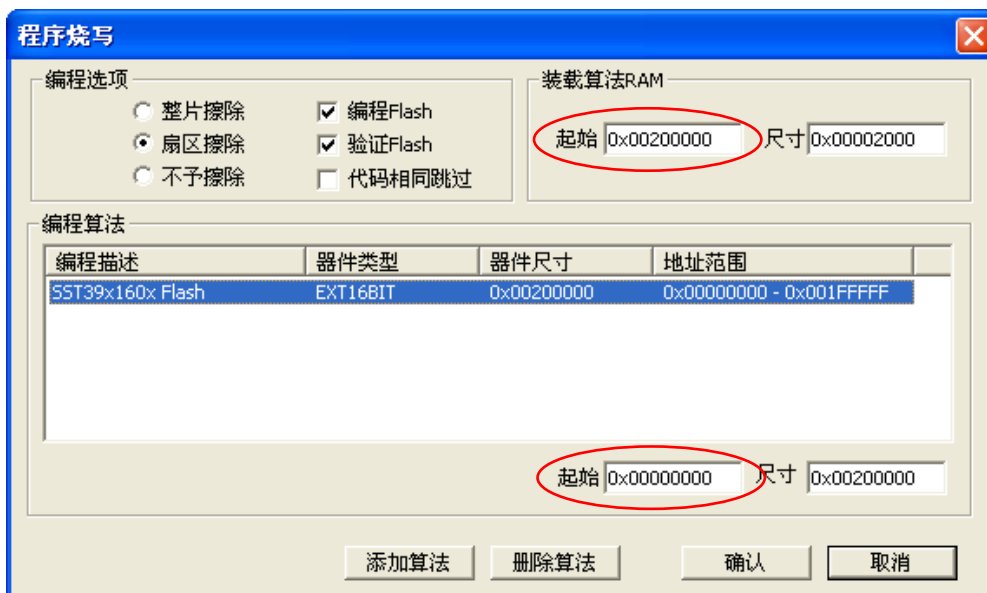 程序烧写
编程选项
整片擦除
编程Flash
扇区擦除
验证Flash
不予擦除
代码相同跳过
装载算法RAM
起始 0x00200000 尺寸 0x00002000
编程算法
编程描述 器件类型 器件尺寸 地址范围
SST39x160x Flash EXT16BIT 0x00200000 0x00000000 - 0x001FFFFF
起始 0x00000000 尺寸 0x00200000
添加算法 删除算法 确认 取消